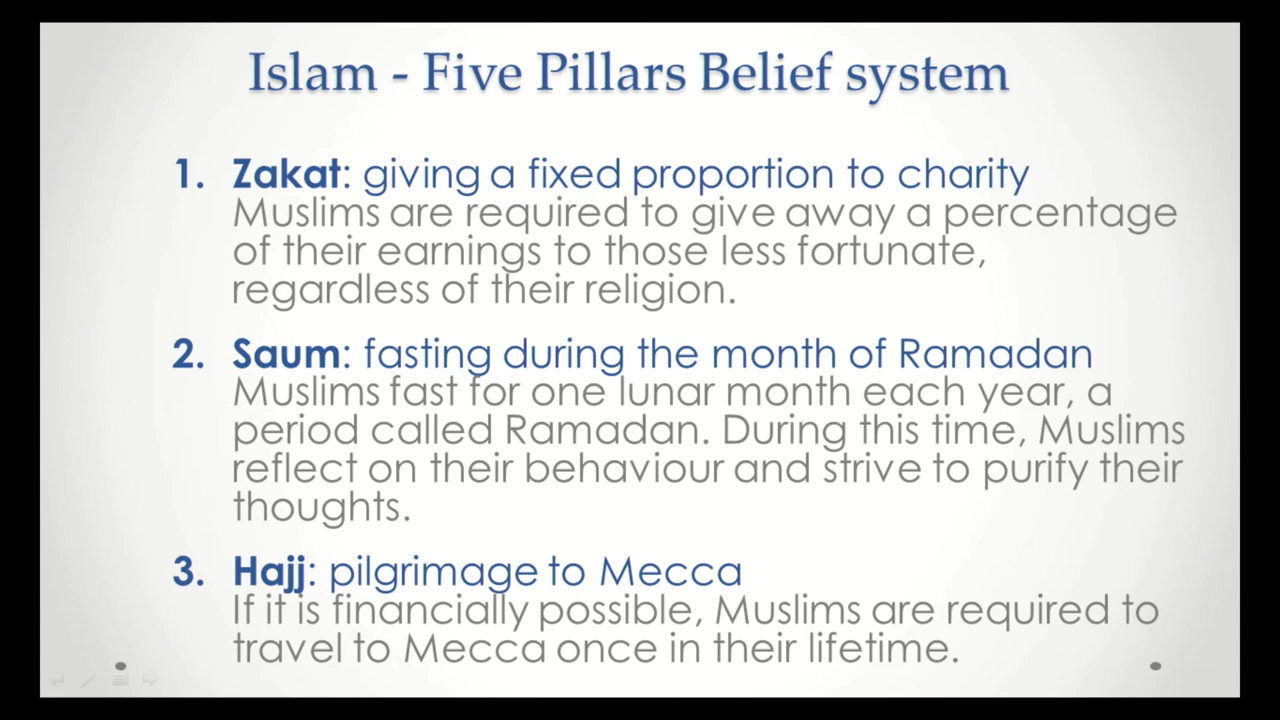 Islam - Five Pillars Belief system
1. Zakat: giving a fixed proportion to charity
Muslims are required to give away a percentage
of their earnings to those less fortunate,
regardless of their religion.
2. Saum: fasting during the month of Ramadan
Muslims fast for one lunar month each year, a
period called Ramadan. During this time, Muslims
reflect on their behaviour and strive to purify their
thoughts.
3. Hajj: pilgrimage to Mecca
If it is financially possible, Muslims are required to
travel to Mecca once in their lifetime.